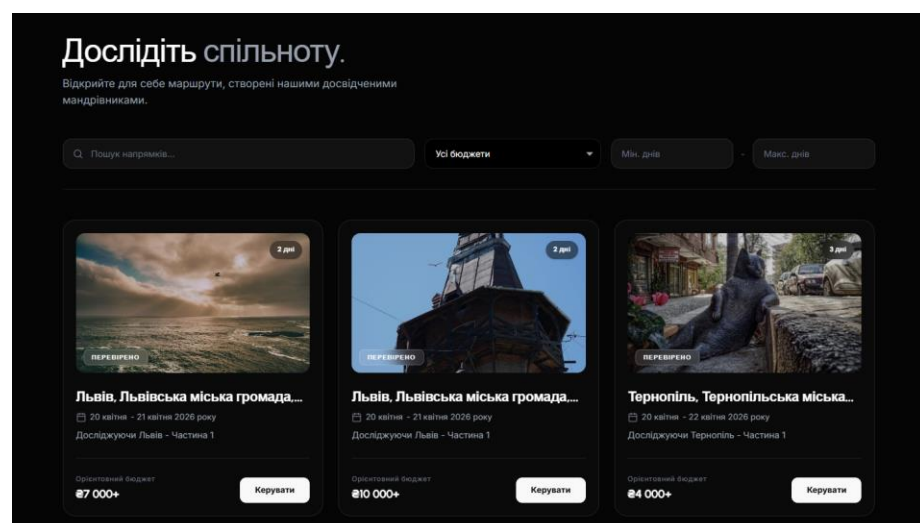 Дослідіть спільноту.
Відкрийте для себе маршрути, створені нашими досвідченими
мандрівниками.
Пошук напрямків...
Усі бюджети
Мін. днів
-
Макс. днів
2 дні
2 дні
3 дні
ПЕРЕВІРЕНО
ПЕРЕВІРЕНО
ПЕРЕВІРЕНО
Львів, Львівська міська громада,...
Львів, Львівська міська громада,...
Тернопіль, Тернопільська міська...
20 квітня - 21 квітня 2026 року
20 квітня - 21 квітня 2026 року
20 квітня - 22 квітня 2026 року
Досліджуючи Львів - Частина 1
Досліджуючи Львів - Частина 1
Досліджуючи Тернопіль - Частина 1
Орієнтовний бюджет
Орієнтовний бюджет
Орієнтовний бюджет
₴7 000+
Керувати
₴10 000+
Керувати
₴4 000+
Керувати